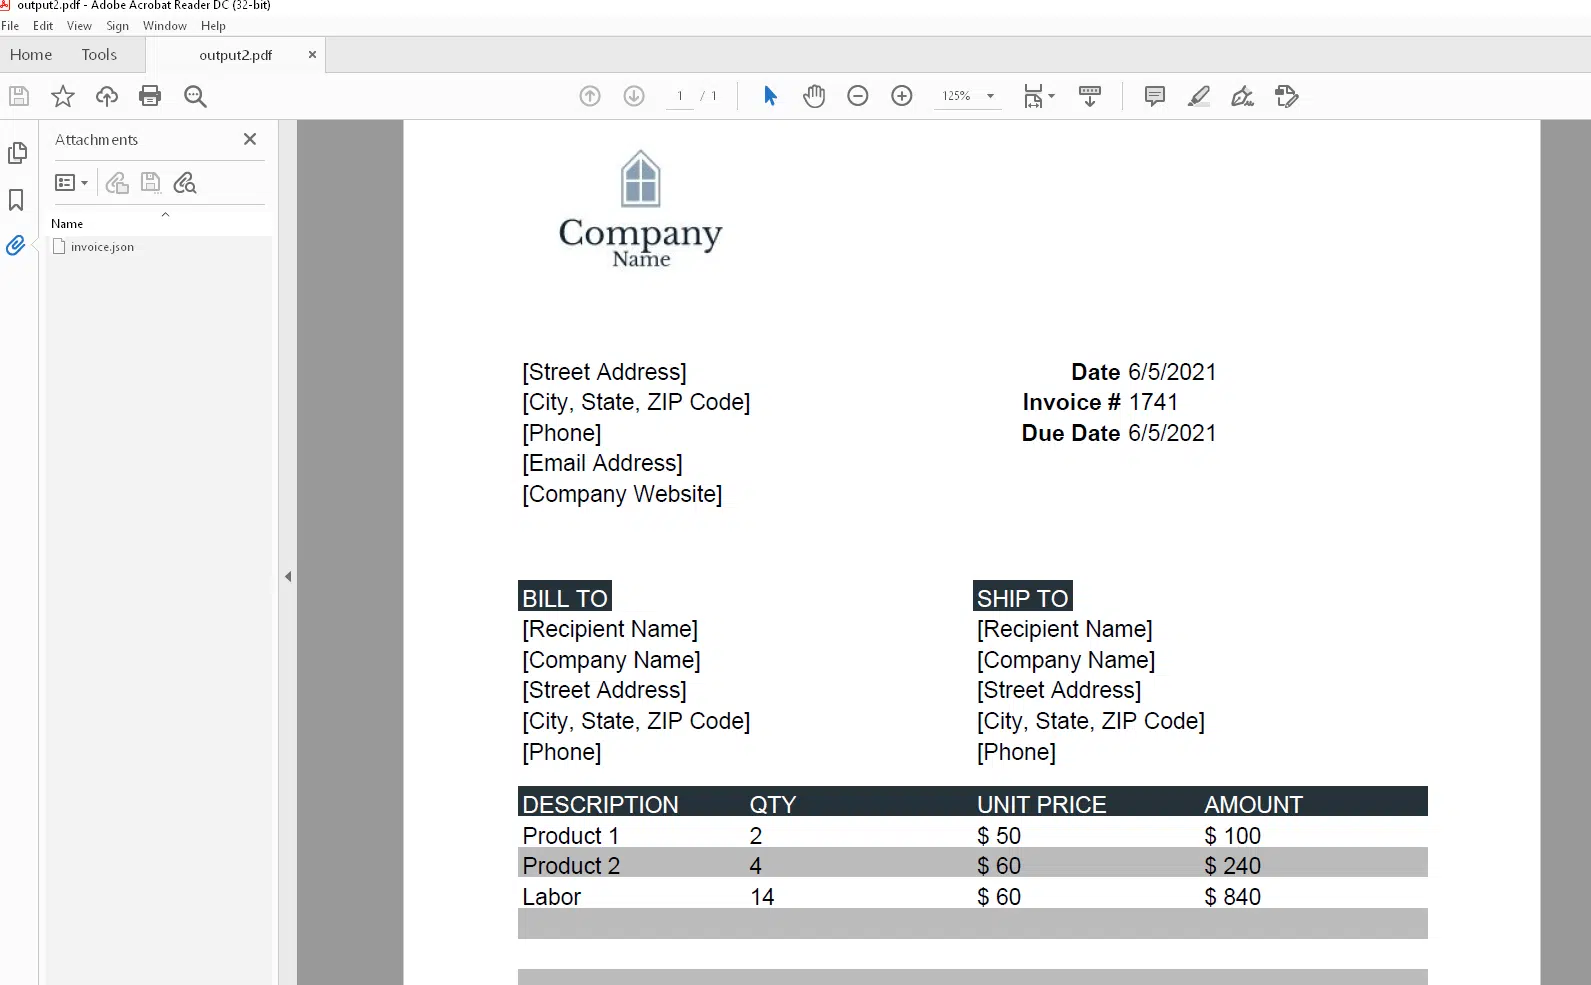 output2.pdf - Adobe Acrobat Reader DC (32-bit)
File Edit View Sign Window Help
Home Tools output2.pdf ×
1 / 1 125%
Attachments
Name
invoice.json
Company
Name
[Street Address] Date 6/5/2021
[City, State, ZIP Code] Invoice # 1741
[Phone] Due Date 6/5/2021
[Email Address]
[Company Website]
BILL TO SHIP TO
[Recipient Name] [Recipient Name]
[Company Name] [Company Name]
[Street Address] [Street Address]
[City, State, ZIP Code] [City, State, ZIP Code]
[Phone] [Phone]
DESCRIPTION QTY UNIT PRICE AMOUNT
Product 1 2 $ 50 $ 100
Product 2 4 $ 60 $ 240
Labor 14 $ 60 $ 840